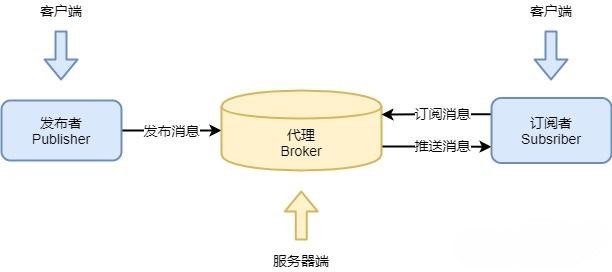 客户端
客户端
发布者
Publisher
发布消息
代理
Broker
订阅消息
推送消息
订阅者
Subsriber
服务器端